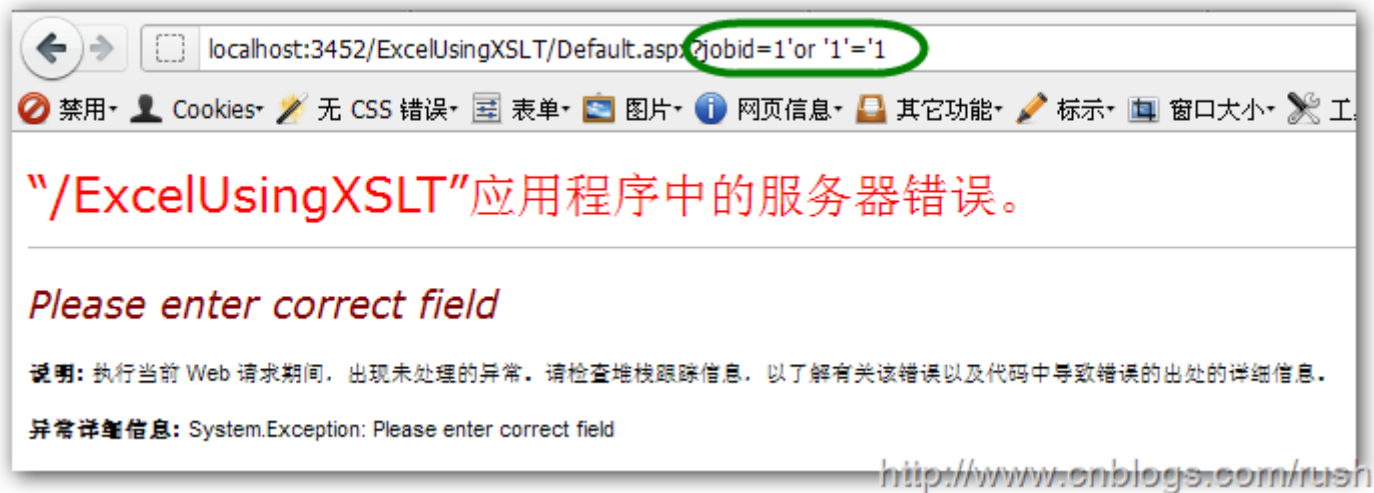 localhost:3452/ExcelUsingXSLT/Default.aspx?jobid=1'or '1'='1
禁用 Cookies 无 CSS 错误 表单 图片 网页信息 其它功能 标示 窗口大小 工
“/ExcelUsingXSLT”应用程序中的服务器错误。
Please enter correct field
说明: 执行当前 Web 请求期间，出现未处理的异常。请检查堆栈跟踪信息，以了解有关该错误以及代码中导致错误的出处的详细信息。
异常详细信息: System.Exception: Please enter correct field
http://www.cnblogs.com/rush